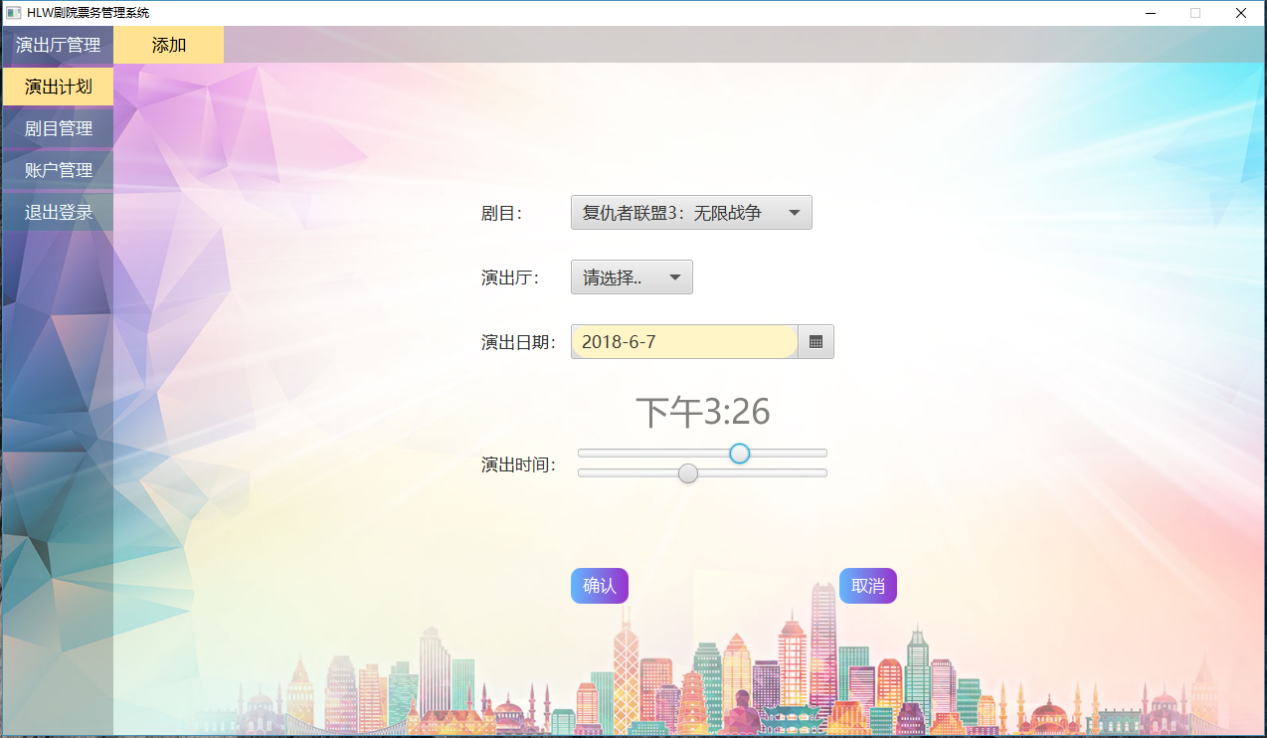 HLW剧院票务管理系统
演出厅管理
添加
演出计划
剧目管理
账户管理
退出登录
剧目：
复仇者联盟3：无限战争
演出厅：
请选择..
演出日期：
2018-6-7
下午3:26
演出时间：
确认
取消